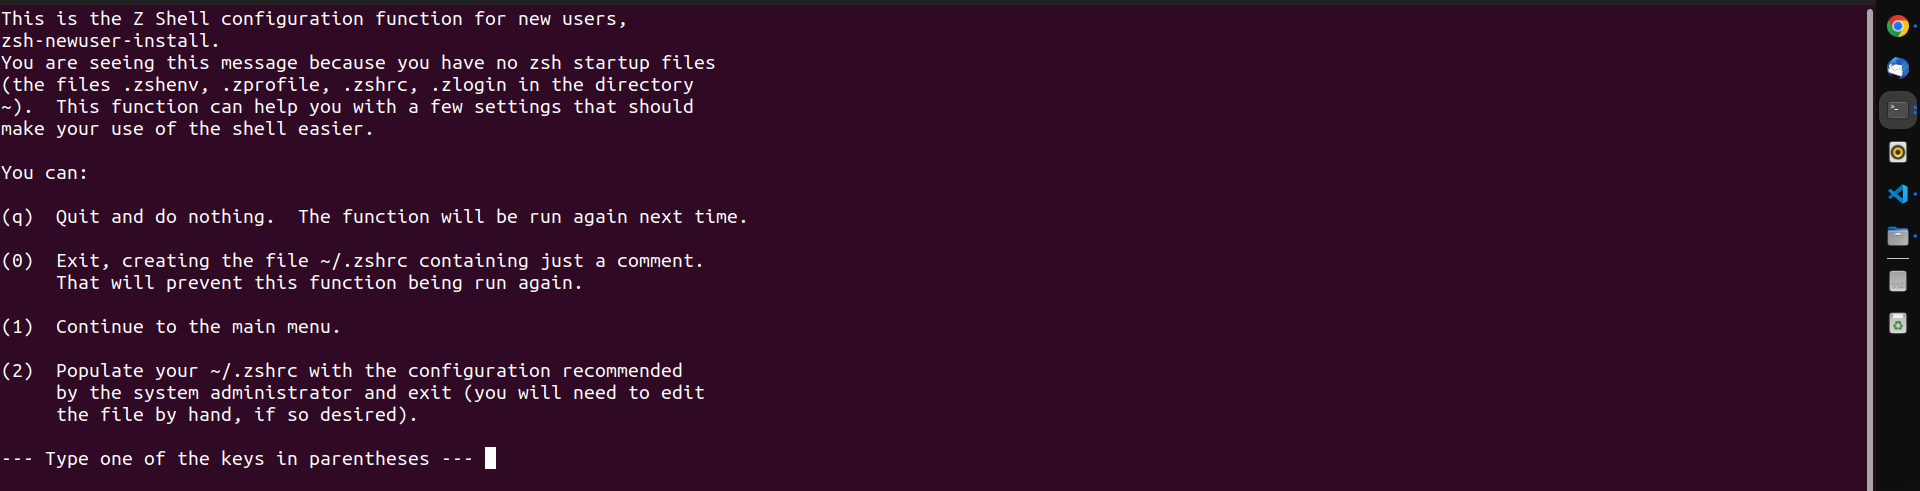 This is the Z Shell configuration function for new users,
zsh-newuser-install.
You are seeing this message because you have no zsh startup files
(the files .zshenv, .zprofile, .zshrc, .zlogin in the directory
~).  This function can help you with a few settings that should
make your use of the shell easier.

You can:

(q)  Quit and do nothing.  The function will be run again next time.

(0)  Exit, creating the file ~/.zshrc containing just a comment.
     That will prevent this function being run again.

(1)  Continue to the main menu.

(2)  Populate your ~/.zshrc with the configuration recommended
     by the system administrator and exit (you will need to edit
     the file by hand, if so desired).

--- Type one of the keys in parentheses ---
SSD